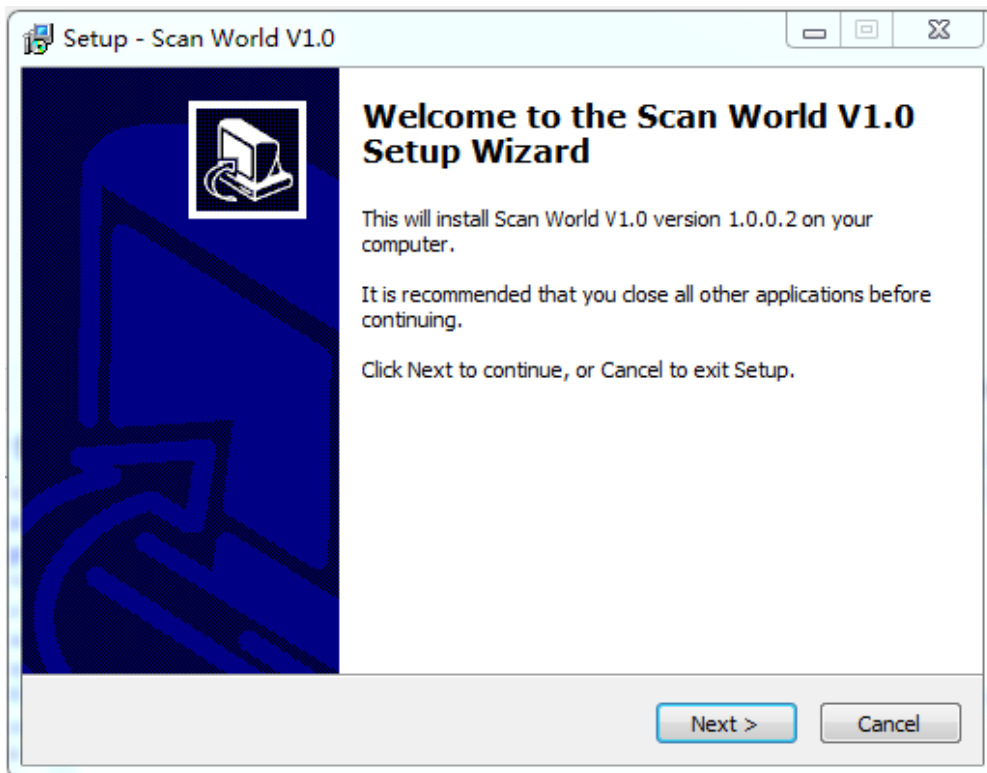 Setup - Scan World V1.0
Welcome to the Scan World V1.0
Setup Wizard
This will install Scan World V1.0 version 1.0.0.2 on your
computer.
It is recommended that you close all other applications before
continuing.
Click Next to continue, or Cancel to exit Setup.
Next >
Cancel